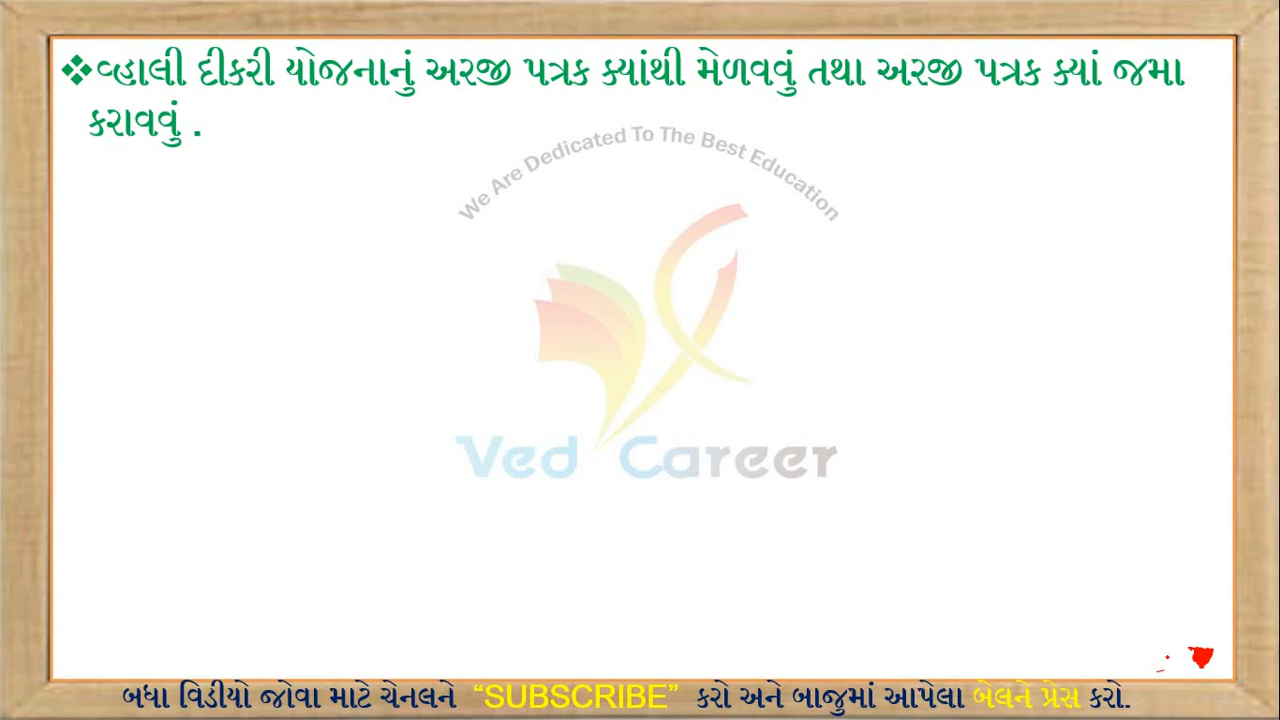 ❖વ્હાલી દીકરી યોજનાનું અરજી પત્રક ક્યાંથી મેળવવું તથા અરજી પત્રક ક્યાં જમા
કરાવવું .
We Are Dedicated To The Best Education
Ved Career
બધા વિડીયો જોવા માટે ચેનલને “SUBSCRIBE” કરો અને બાજુમાં આપેલા બેલને પ્રેસ કરો.